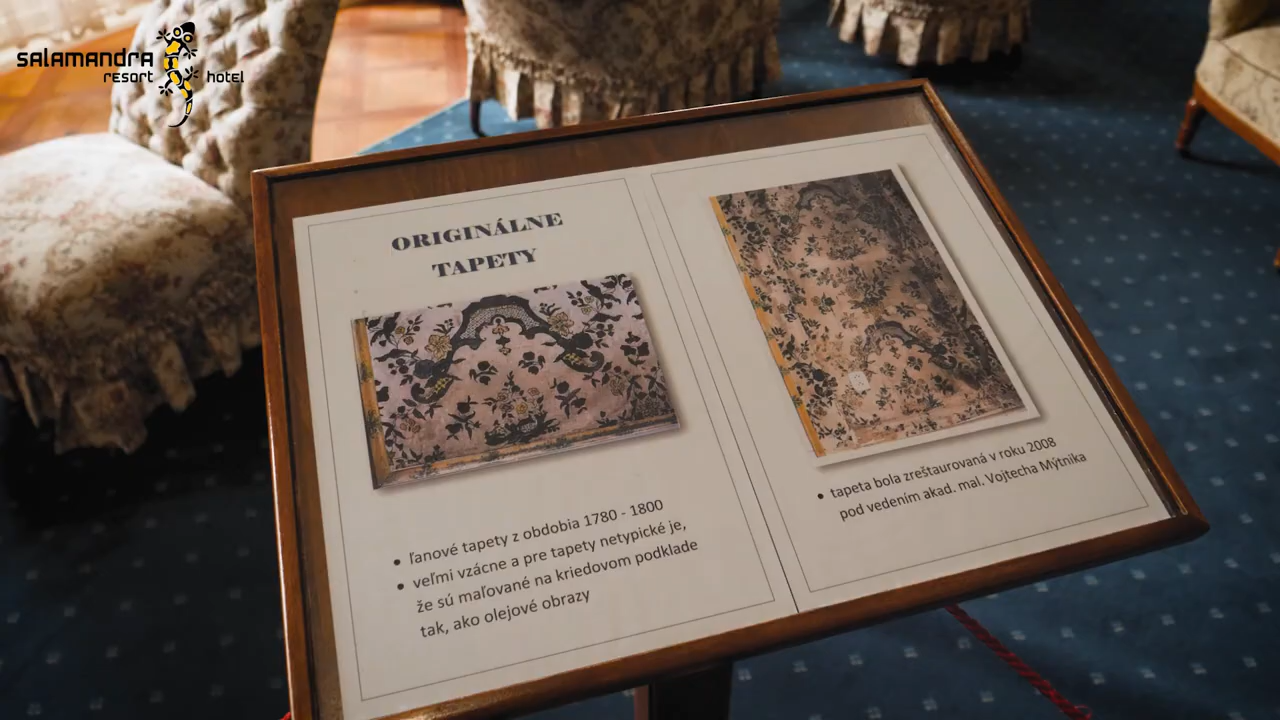 salamandra
resort hotel
ORIGINÁLNE
TAPETY
• ľanové tapety z obdobia 1780 - 1800
• veľmi vzácne a pre tapety netypické je,
že sú maľované na kriedovom podklade
tak, ako olejové obrazy
• tapeta bola zreštaurovaná v roku 2008
pod vedením akad. mal. Vojtecha Mýtnika